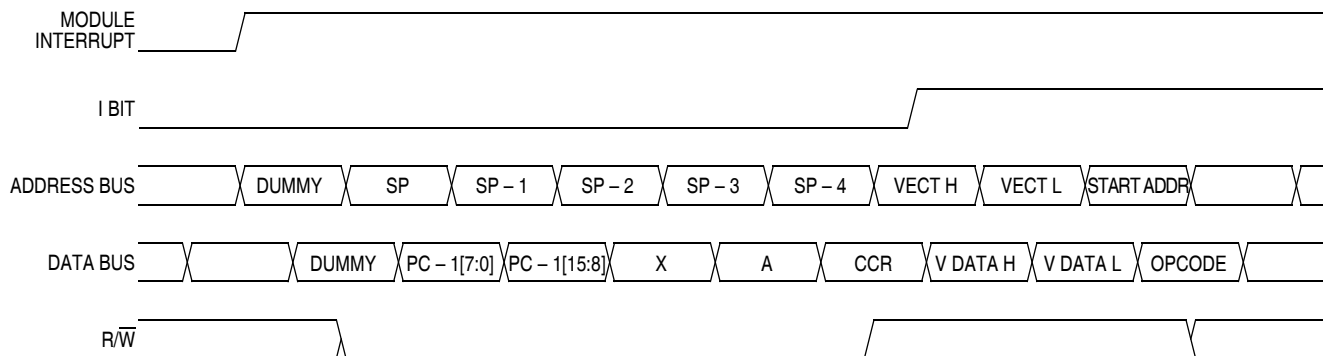 MODULE
INTERRUPT
I BIT
ADDRESS BUS DUMMY SP SP – 1 SP – 2 SP – 3 SP – 4 VECT H VECT L START ADDR
DATA BUS DUMMY PC – 1[7:0] PC – 1[15:8] X A CCR V DATA H V DATA L OPCODE
R/W̅